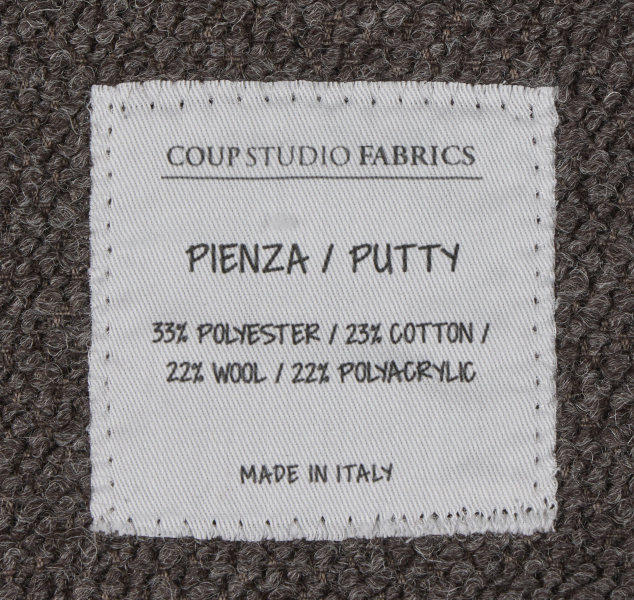 COUP STUDIO FABRICS
PIENZA / PUTTY
33% POLYESTER / 23% COTTON /
22% WOOL / 22% POLYACRYLIC
MADE IN ITALY